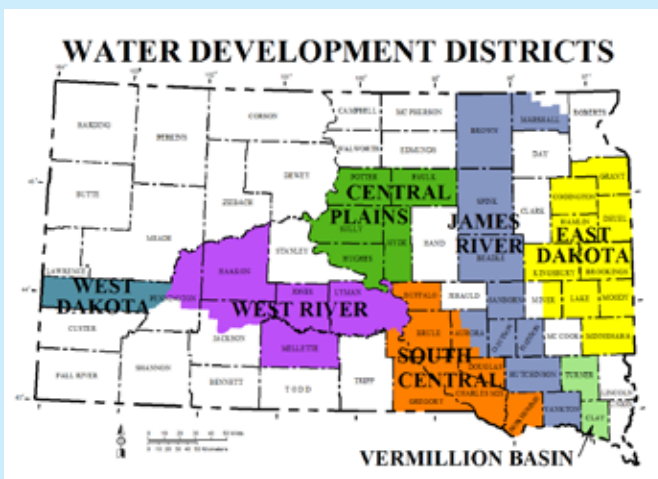 WATER DEVELOPMENT DISTRICTS
HARDING
PERKINS
CORSON
CAMPBELL
MC PHERSON
BROWN
MARSHALL
ROBERTS
WALWORTH
EDMUNDS
DAY
DEWEY
POTTER
FAULK
GRANT
BUTTE
ZIEBACH
CENTRAL
PLAINS
SPINK
CLARK
CODINGTON
HAMLIN
DEUEL
MEADE
SULLY
HYDE
HAND
JAMES
RIVER
EAST
DAKOTA
STANLEY
HUGHES
BEADLE
KINGSBURY
BROOKINGS
LAWRENCE
HAAKON
WEST
DAKOTA
PENNINGTON
WEST RIVER
JONES
LYMAN
BUFFALO
JERAULD
SANBORN
MINER
LAKE
MOODY
CUSTER
JACKSON
MELLETTE
BRULE
AURORA
MC COOK
MINNEHAHA
SOUTH
CENTRAL
DOUGLAS
HUTCHINSON
TURNER
LINCOLN
FALL RIVER
SHANNON
BENNETT
TODD
TRIPP
GREGORY
CHARLES MIX
BON HOMME
YANKTON
CLAY
VERMILLION BASIN